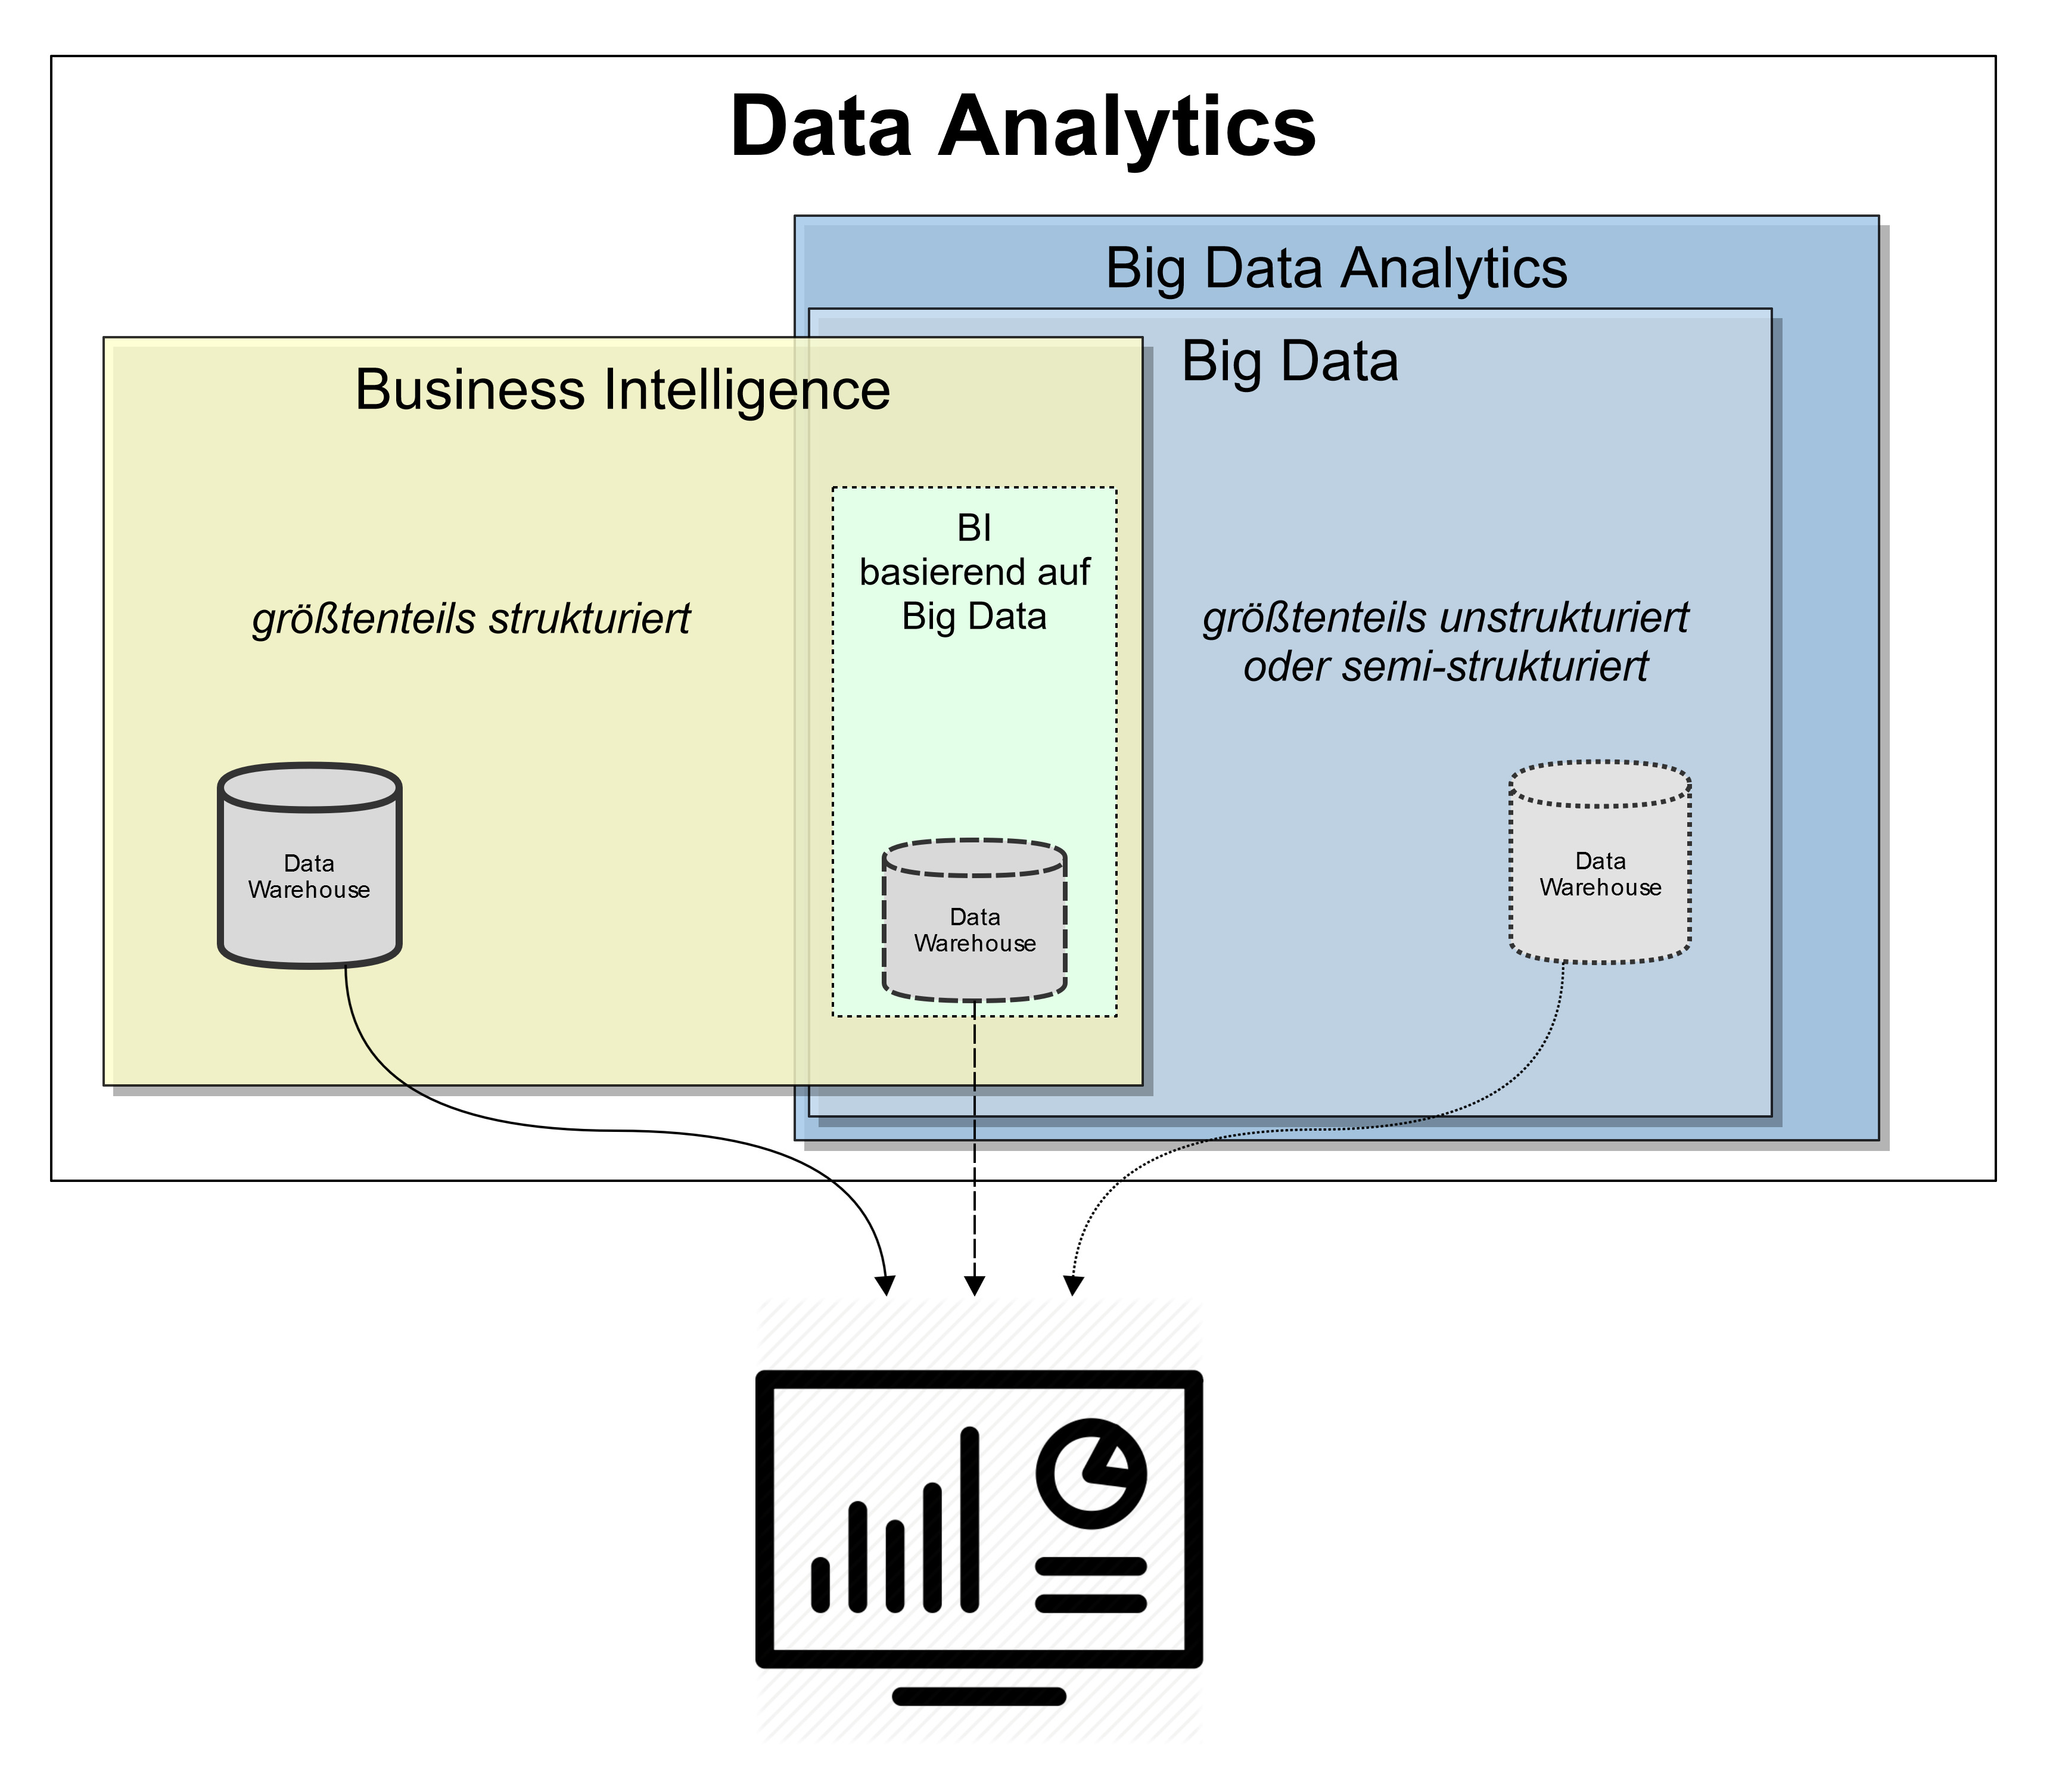 Data Analytics
Big Data Analytics
Big Data
Business Intelligence
BI
basierend auf
Big Data
größtenteils strukturiert
größtenteils unstrukturiert
oder semi-strukturiert
Data
Warehouse
Data
Warehouse
Data
Warehouse